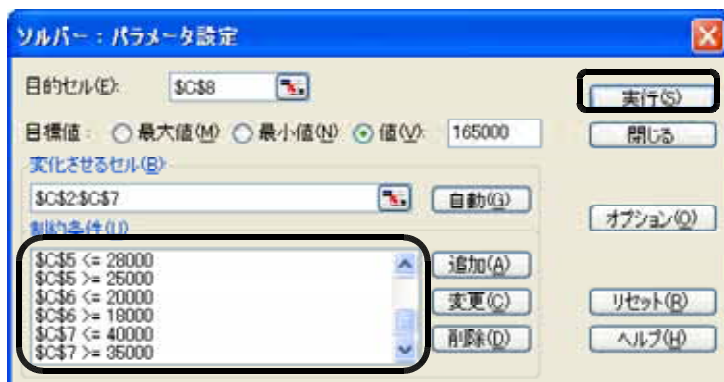 ソルバー：パラメータ設定
目的セル(E): $C$8 実行(S)
目標値： 最大値(M) 最小値(N) 値(V): 165000 閉じる
変化させるセル(B)
$C$2:$C$7 自動(G)
オプション(O)
制約条件(U)
$C$5 <= 28000 追加(A)
$C$5 >= 25000
$C$6 <= 20000 変更(C) リセット(R)
$C$6 >= 18000
$C$7 <= 40000 削除(D) ヘルプ(H)
$C$7 >= 35000